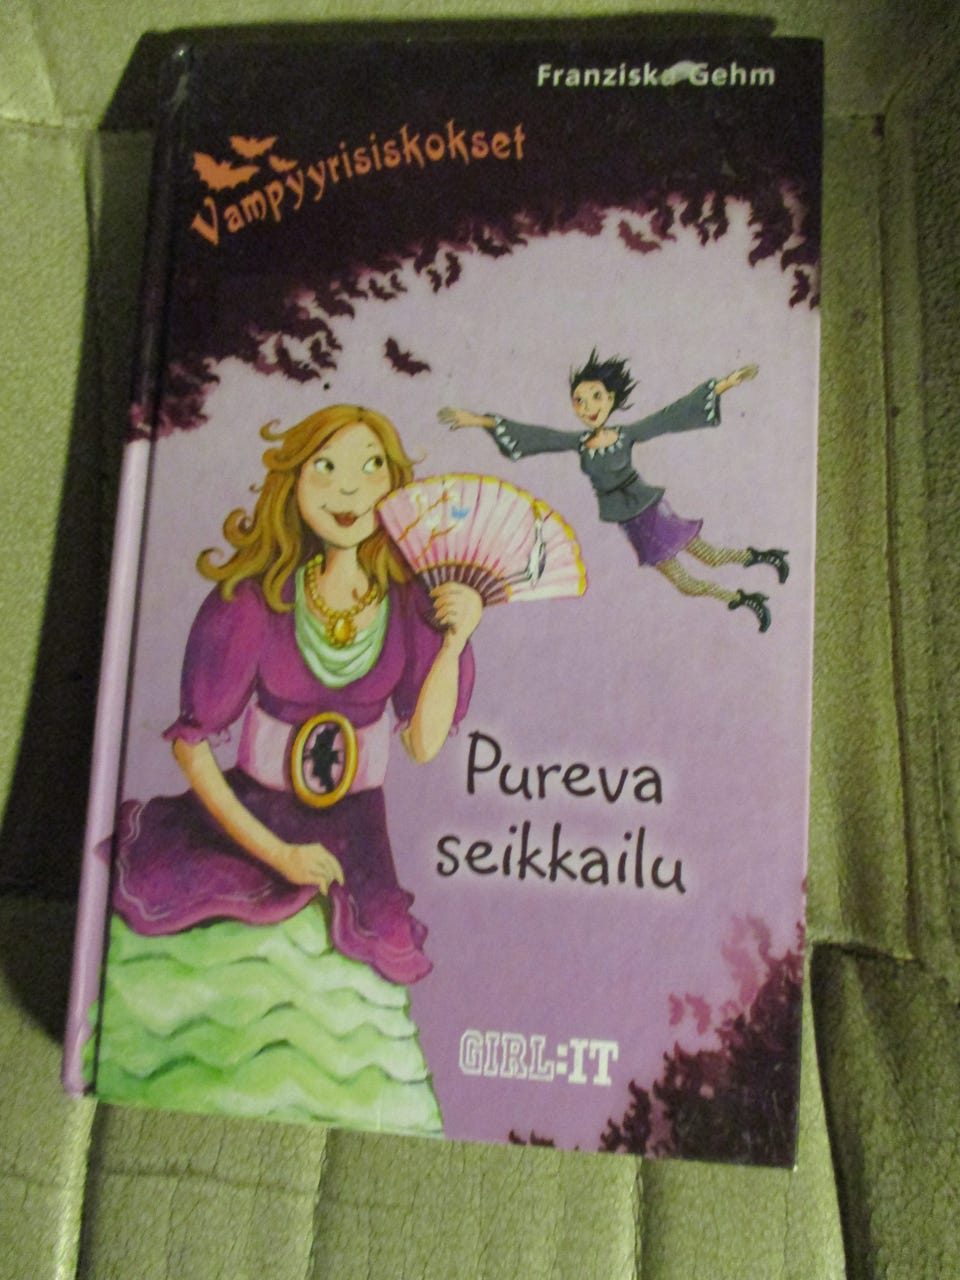 Franziska Gehm
Vampyyrisiskokset
Pureva
seikkailu
GIRL:IT